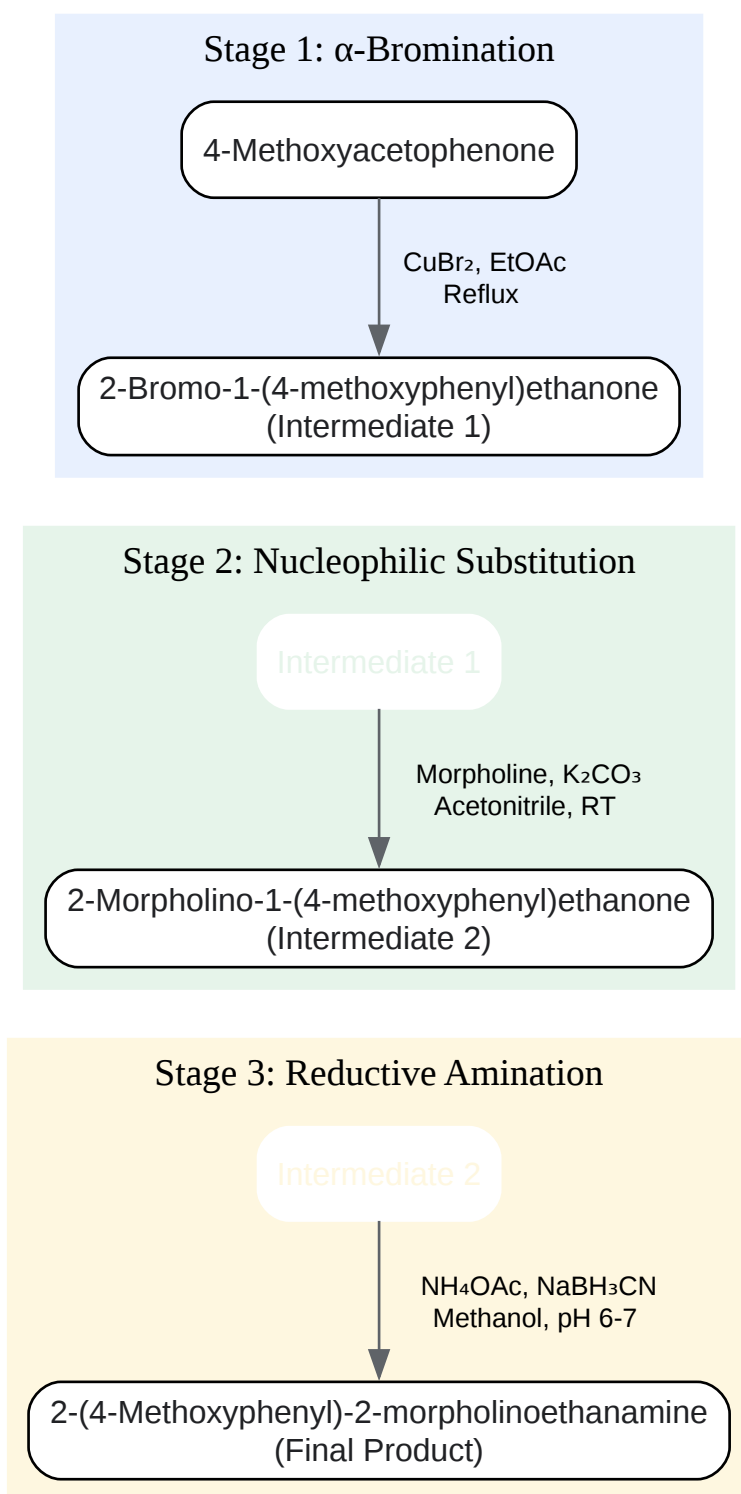 Stage 1: α-Bromination
4-Methoxyacetophenone
CuBr₂, EtOAc
Reflux
2-Bromo-1-(4-methoxyphenyl)ethanone
(Intermediate 1)
Stage 2: Nucleophilic Substitution
Intermediate 1
Morpholine, K₂CO₃
Acetonitrile, RT
2-Morpholino-1-(4-methoxyphenyl)ethanone
(Intermediate 2)
Stage 3: Reductive Amination
Intermediate 2
NH₄OAc, NaBH₃CN
Methanol, pH 6-7
2-(4-Methoxyphenyl)-2-morpholinoethanamine
(Final Product)